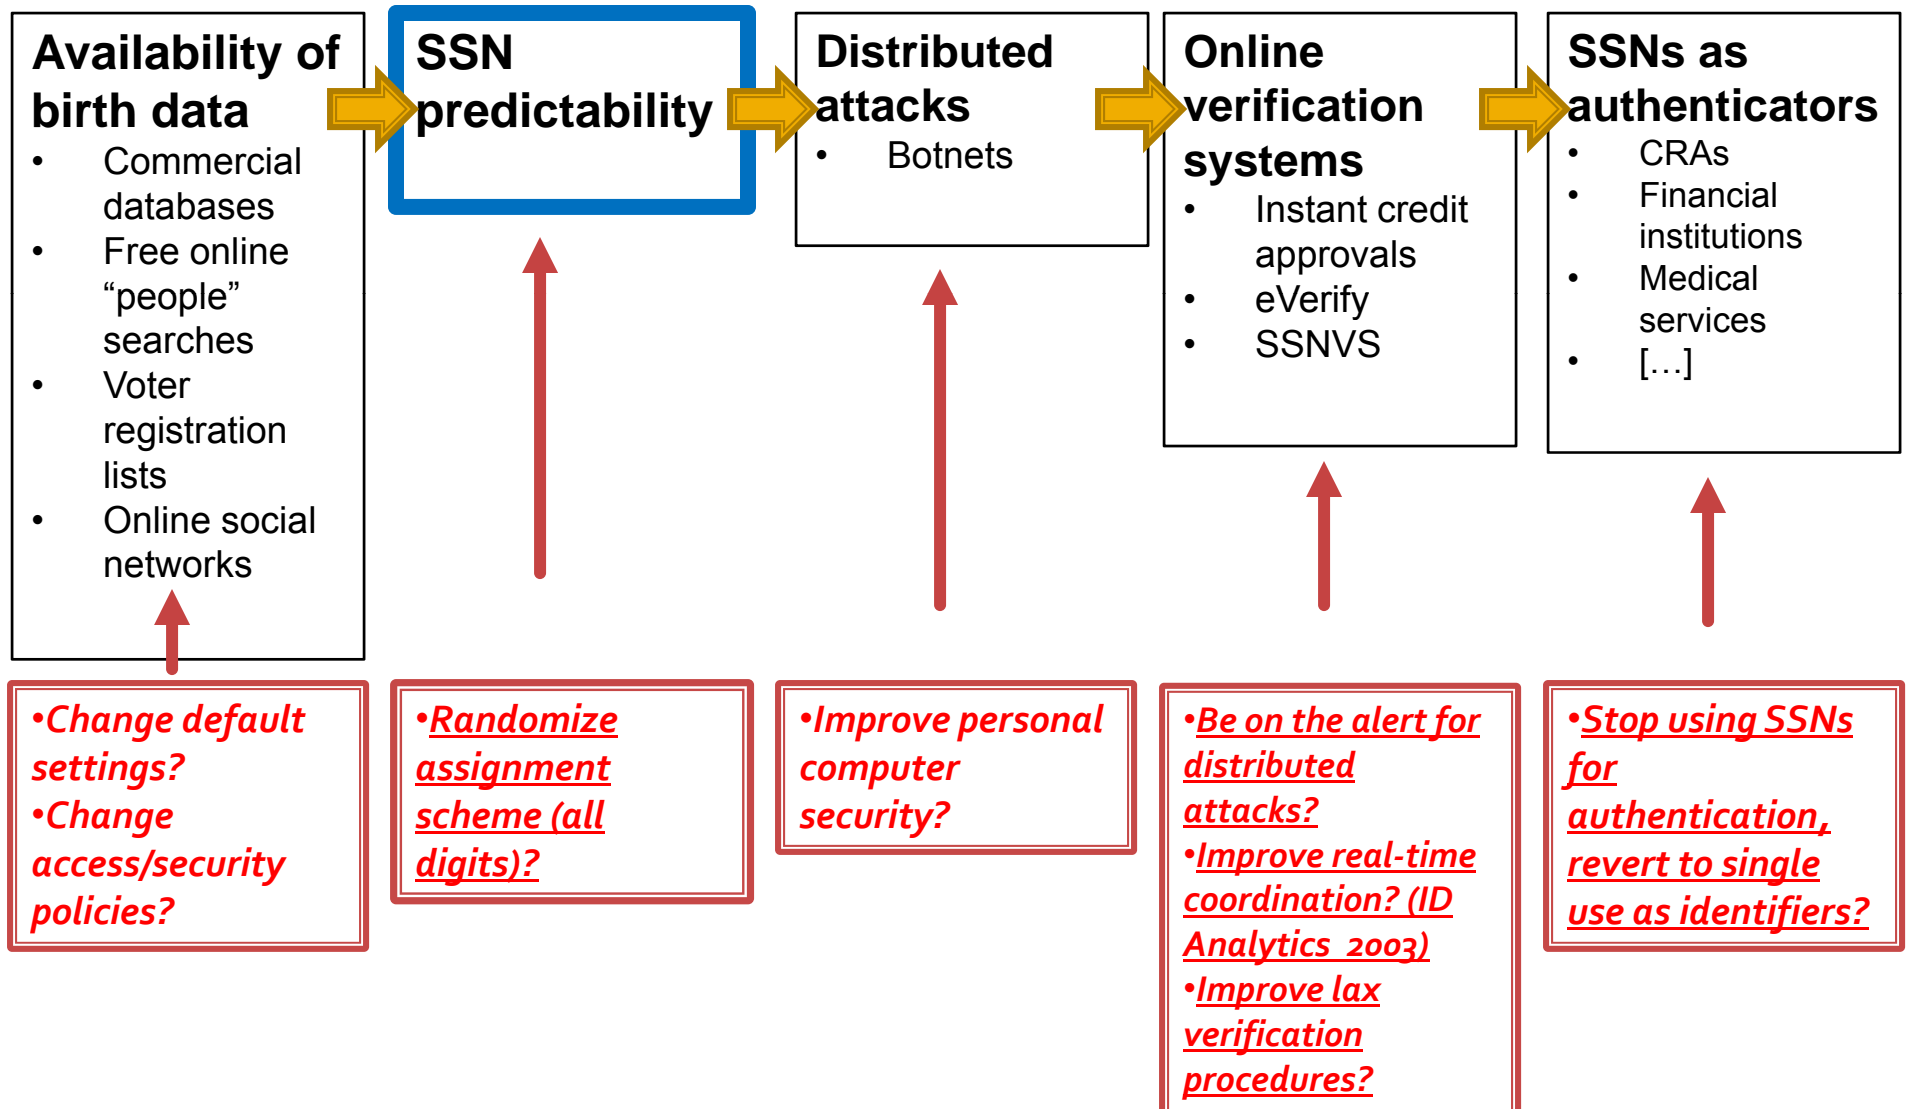 Availability of
birth data
• Commercial
databases
• Free online
“people”
searches
• Voter
registration
lists
• Online social
networks
SSN
predictability
Distributed
attacks
• Botnets
Online
verification
systems
• Instant credit
approvals
• eVerify
• SSNVS
SSNs as
authenticators
• CRAs
• Financial
institutions
• Medical
services
• […]
•Change default
settings?
•Change
access/security
policies?
•Randomize
assignment
scheme (all
digits)?
•Improve personal
computer
security?
•Be on the alert for
distributed
attacks?
•Improve real-time
coordination? (ID
Analytics 2003)
•Improve lax
verification
procedures?
•Stop using SSNs
for
authentication,
revert to single
use as identifiers?